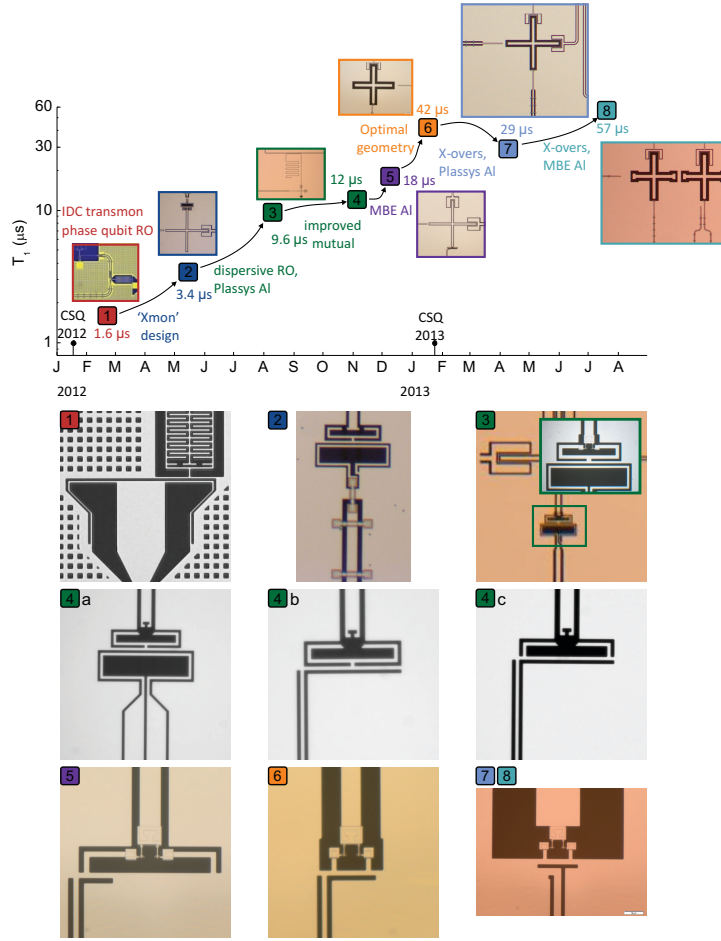 60
30
10
1
T1 (μs)
IDC transmon
phase qubit RO
1
1.6 μs
CSQ
2012
'Xmon'
design
2
3.4 μs
dispersive RO,
Plassys Al
3
9.6 μs
12 μs
4
improved
mutual
5
18 μs
MBE Al
Optimal
geometry
42 μs
6
29 μs
7
X-overs,
Plassys Al
8
57 μs
X-overs,
MBE Al
CSQ
2013
J F M A M J J A S O N D J F M A M J J A
2012 2013
1
2
3
4 a
4 b
4 c
5
6
7 8